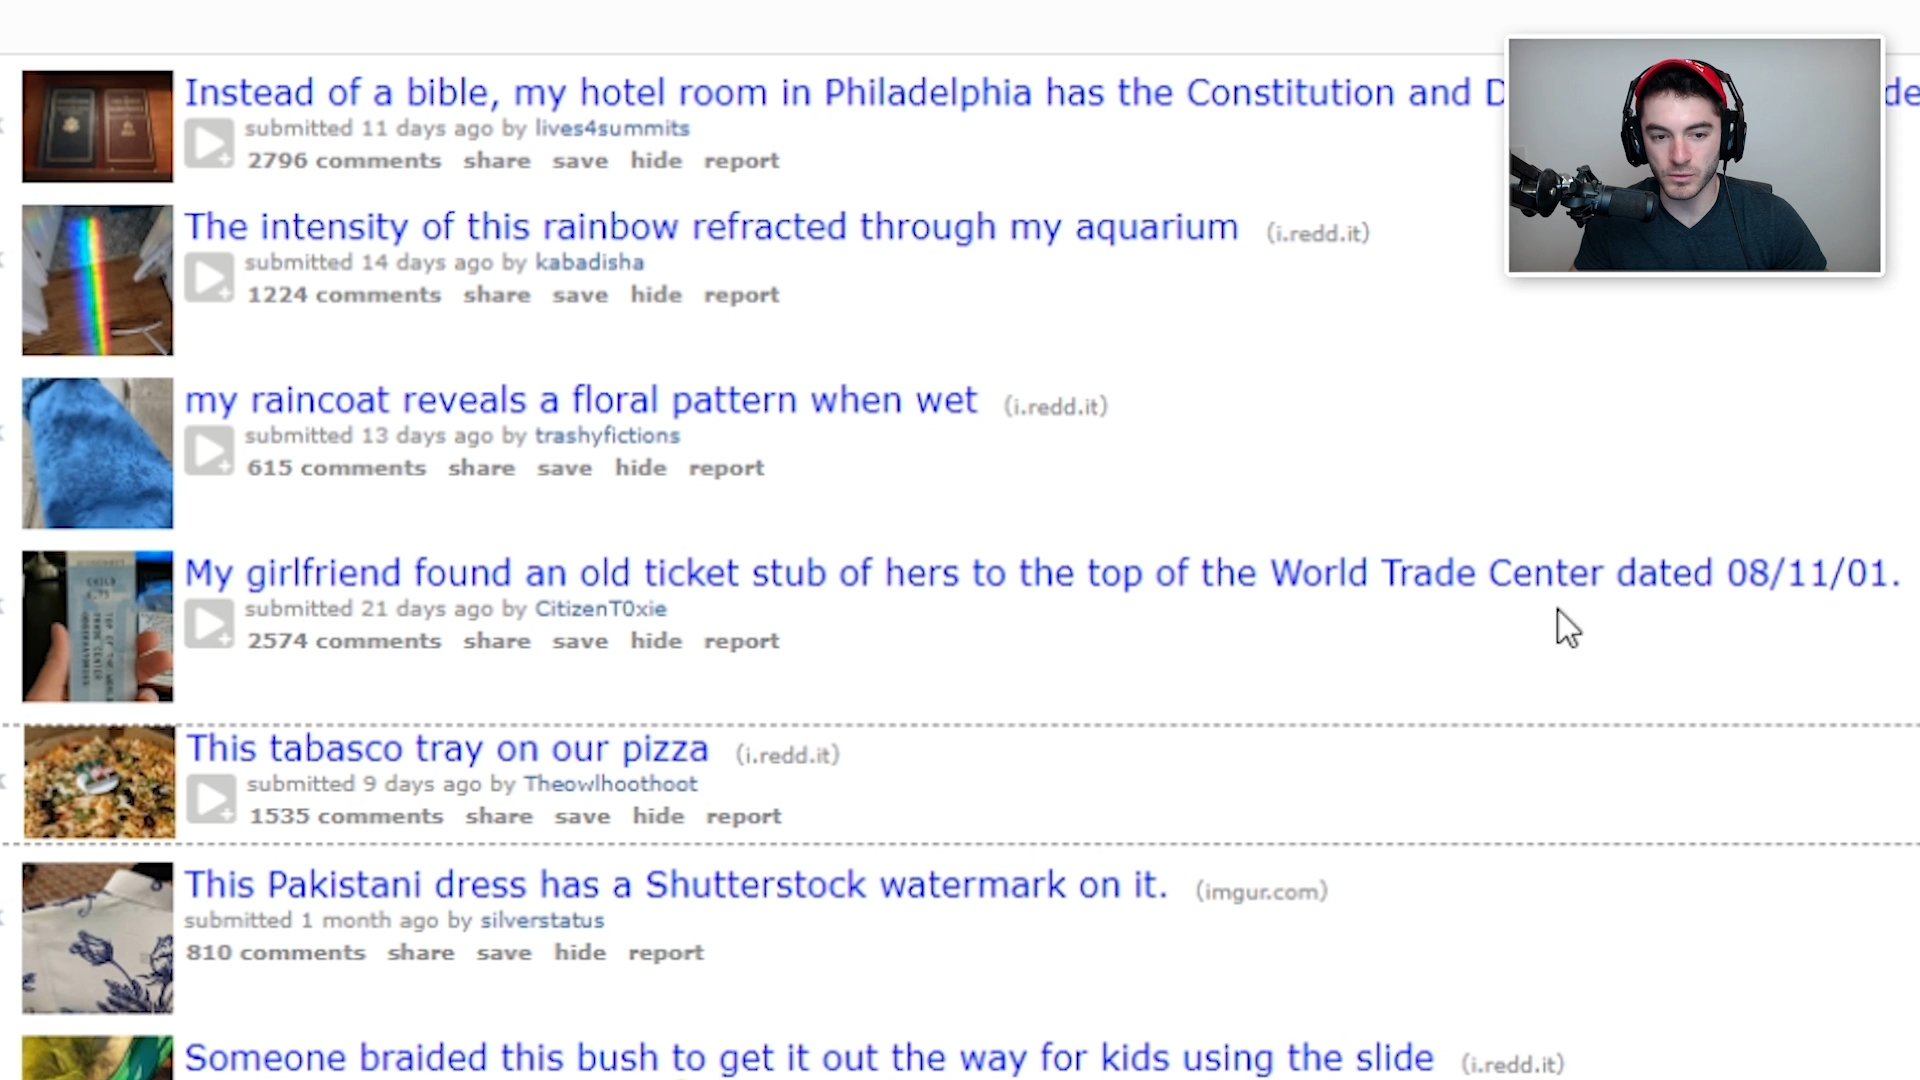 Instead of a bible, my hotel room in Philadelphia has the Constitution and D
submitted 11 days ago by lives4summits
2796 comments share save hide report
The intensity of this rainbow refracted through my aquarium (i.redd.it)
submitted 14 days ago by kabadisha
1224 comments share save hide report
my raincoat reveals a floral pattern when wet (i.redd.it)
submitted 13 days ago by trashyfictions
615 comments share save hide report
My girlfriend found an old ticket stub of hers to the top of the World Trade Center dated 08/11/01.
submitted 21 days ago by CitizenT0xie
2574 comments share save hide report
CHILD
This tabasco tray on our pizza (i.redd.it)
submitted 9 days ago by Theowlhoothoot
1535 comments share save hide report
This Pakistani dress has a Shutterstock watermark on it. (imgur.com)
submitted 1 month ago by silverstatus
810 comments share save hide report
Someone braided this bush to get it out the way for kids using the slide (i.redd.it)